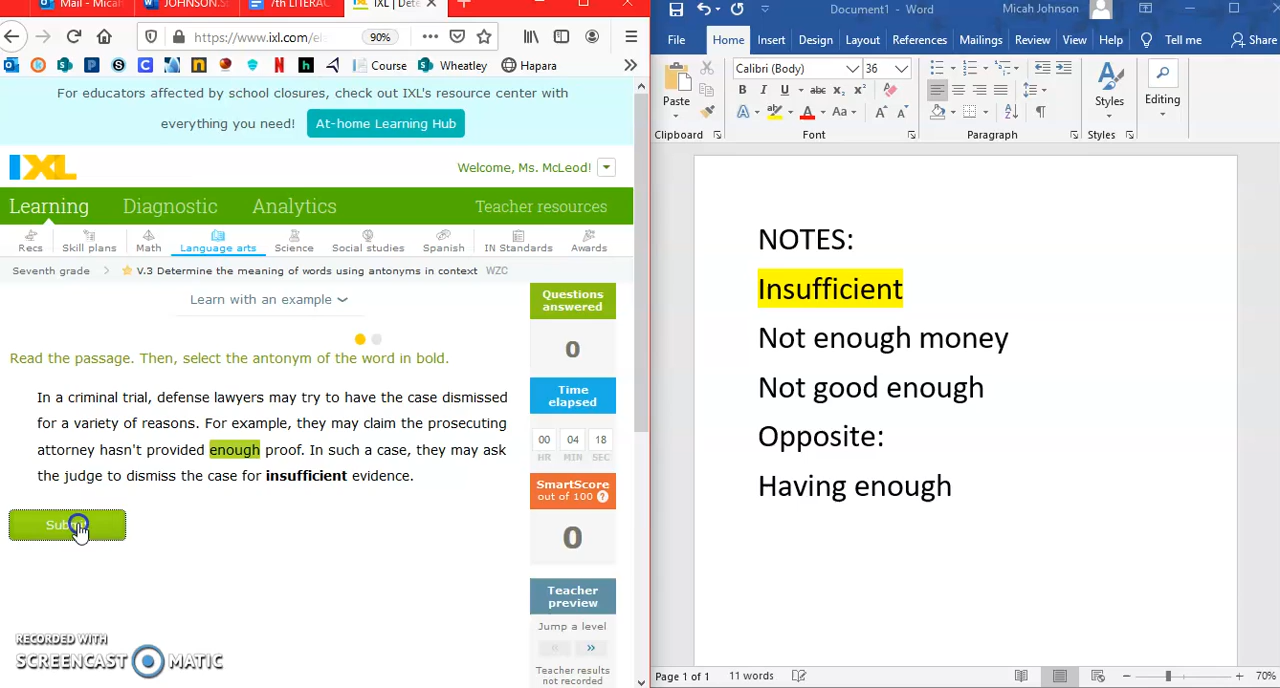 Mail - Micah
JOHNSON.S
7th LITERAC
IXL | Dete
https://www.ixl.com/el
90%
Course
Wheatley
Hapara
For educators affected by school closures, check out IXL's resource center with
everything you need!
At-home Learning Hub
IXL
Welcome, Ms. McLeod!
Learning
Diagnostic
Analytics
Teacher resources
Recs
Skill plans
Math
Language arts
Science
Social studies
Spanish
IN Standards
Awards
Seventh grade
V.3 Determine the meaning of words using antonyms in context
WZC
Learn with an example
Questions
answered
0
Time
elapsed
00
04
18
HR
MIN
SEC
SmartScore
out of 100 ?
0
Teacher
preview
Jump a level
Teacher results
not recorded
Read the passage. Then, select the antonym of the word in bold.
In a criminal trial, defense lawyers may try to have the case dismissed
for a variety of reasons. For example, they may claim the prosecuting
attorney hasn't provided enough proof. In such a case, they may ask
the judge to dismiss the case for insufficient evidence.
RECORDED WITH
SCREENCAST MATIC
Document1 - Word
Micah Johnson
File
Home
Insert
Design
Layout
References
Mailings
Review
View
Help
Tell me
Share
Paste
Calibri (Body)
36
B I U abc x₂ x²
A
Aa
Styles
Editing
Clipboard
Font
Paragraph
Styles
NOTES:
Insufficient
Not enough money
Not good enough
Opposite:
Having enough
Page 1 of 1
11 words
70%